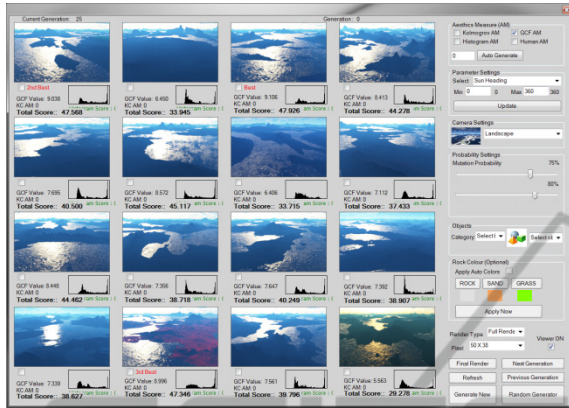 Current Generation: 25
Generation: 0
2nd Best
GCF Value: 9.038
KC AM: 0
Total Score:: 47.568
GCF Value: 6.450
KC AM: 0
Total Score:: 33.945
Best
GCF Value: 9.106
KC AM: 0
Total Score:: 47.926
GCF Value: 8.413
KC AM: 0
Total Score:: 44.278
GCF Value: 7.695
KC AM: 0
Total Score:: 40.500
GCF Value: 8.572
KC AM: 0
Total Score:: 45.117
GCF Value: 6.406
KC AM: 0
Total Score:: 33.715
GCF Value: 7.112
KC AM: 0
Total Score:: 37.433
GCF Value: 8.448
KC AM: 0
Total Score:: 44.462
GCF Value: 7.356
KC AM: 0
Total Score:: 38.718
GCF Value: 7.647
KC AM: 0
Total Score:: 40.249
GCF Value: 7.392
KC AM: 0
Total Score:: 38.907
GCF Value: 7.339
KC AM: 0
Total Score:: 38.627
3rd Best
GCF Value: 8.996
KC AM: 0
Total Score:: 47.346
GCF Value: 7.561
KC AM: 0
Total Score:: 39.796
GCF Value: 5.563
KC AM: 0
Total Score:: 29.278
Aesthics Measure (AM)
Kolmogrov AM
GCF AM
Histogram AM
Human AM
0
Auto Generate
Parameter Settings
Select: Sun Heading
Min 0 0 Max 360 360
Update
Camera Settings
Landscape
Probability Settings
Mutation Probability 75%
80%
Objects
Category
Rock Colour (Optional)
Apply Auto Colors
ROCK SAND GRASS
Apply Now
Render Type Full Rende
Viewer ON
Pixel 50 X 38
Final Render
Next Generation
Refresh
Previous Generation
Generate New
Random Generator